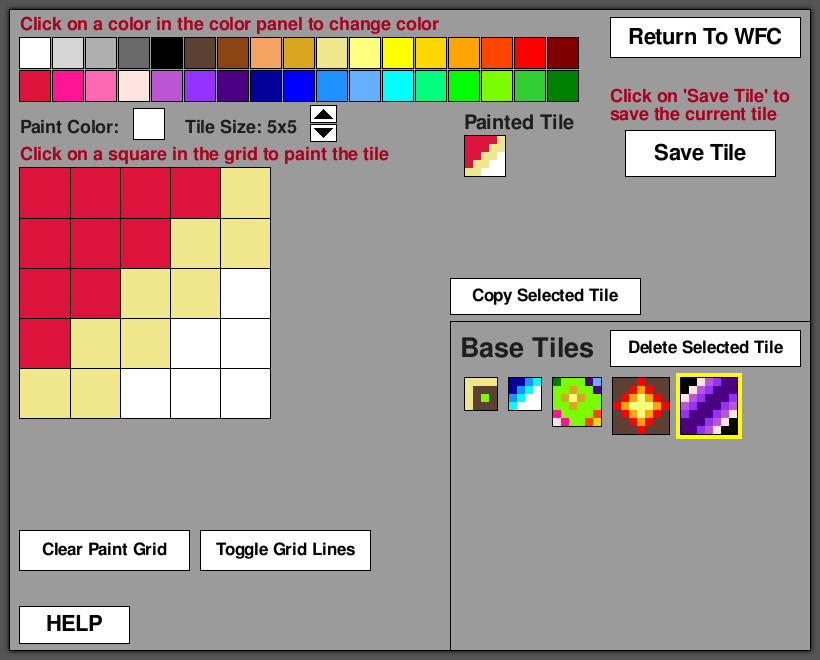 Click on a color in the color panel to change color
Return To WFC
Click on 'Save Tile' to
save the current tile
Paint Color:
Tile Size: 5x5
Painted Tile
Save Tile
Click on a square in the grid to paint the tile
Copy Selected Tile
Base Tiles
Delete Selected Tile
Clear Paint Grid
Toggle Grid Lines
HELP